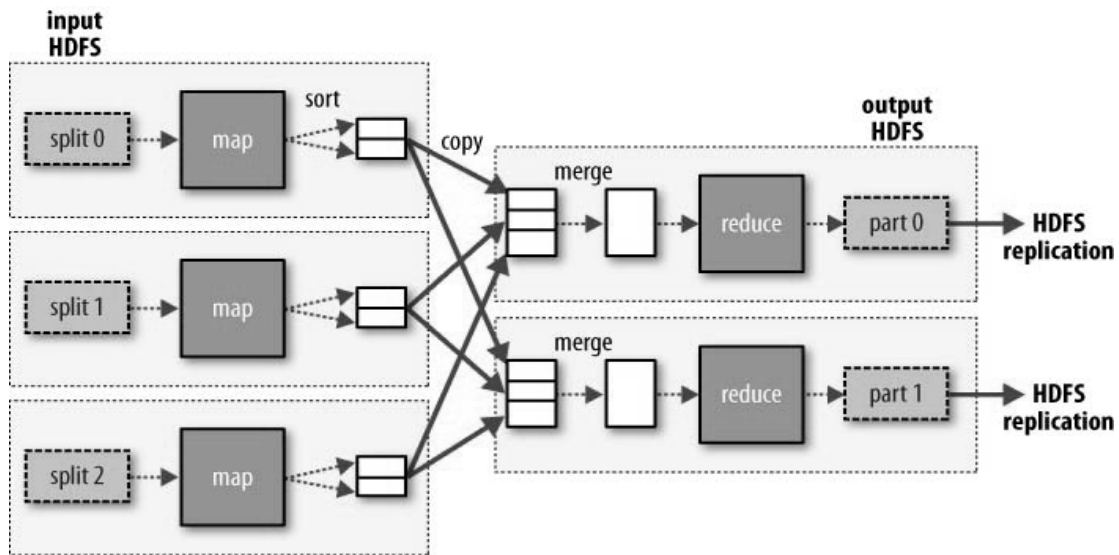 input
HDFS
split 0
map
sort
copy
split 1
map
split 2
map
output
HDFS
merge
reduce
part 0
HDFS
replication
merge
reduce
part 1
HDFS
replication